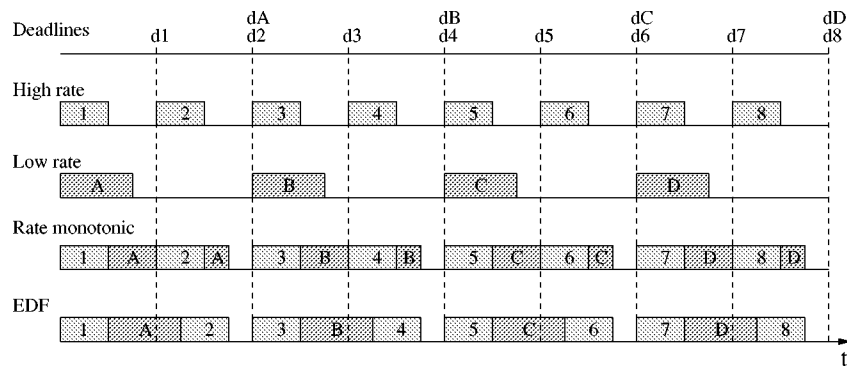 dA dB dC dD
Deadlines d1 d2 d3 d4 d5 d6 d7 d8
High rate
1 2 3 4 5 6 7 8
Low rate
A B C D
Rate monotonic
1 A 2 A 3 B 4 B 5 C 6 C 7 D 8 D
EDF
1 A 2 3 B 4 5 C 6 7 D 8
t